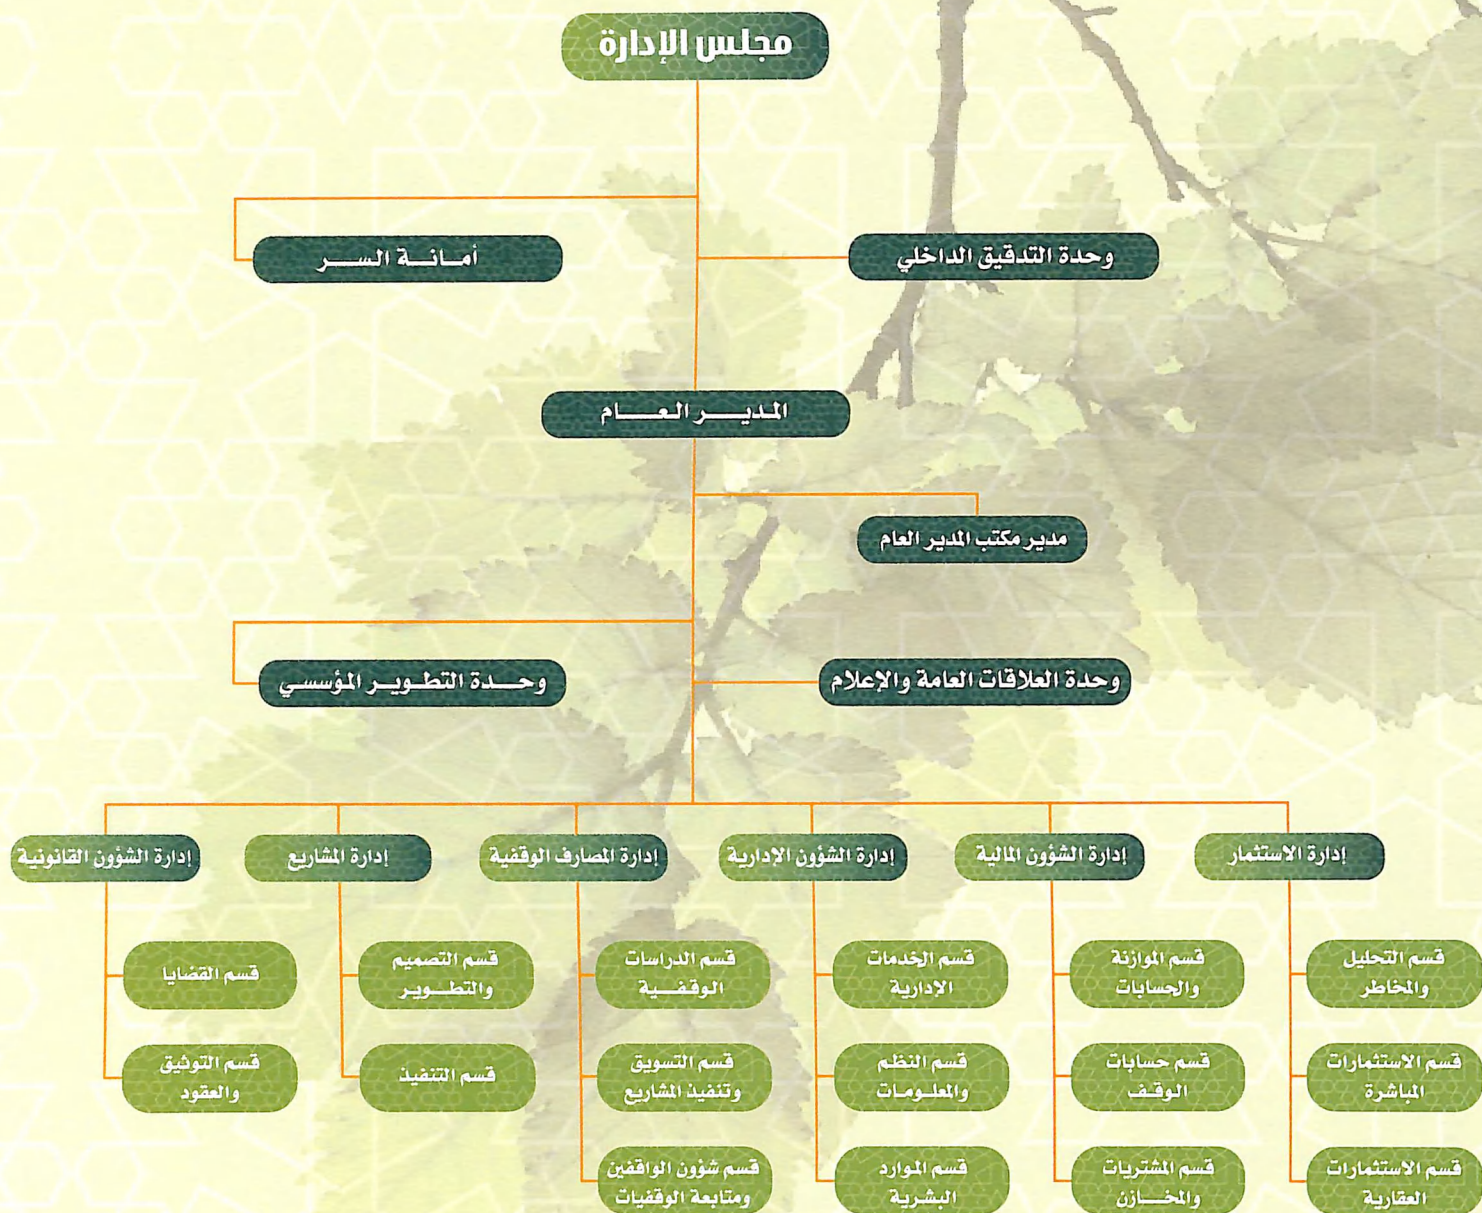 مجلس الإدارة
وحدة التدقيق الداخلي
أمانة السر
المدير العام
مدير مكتب المدير العام
وحدة العلاقات العامة والإعلام
وحدة التطوير المؤسسي
إدارة الاستثمار
إدارة الشؤون المالية
إدارة الشؤون الإدارية
إدارة المصارف الوقفية
إدارة المشاريع
إدارة الشؤون القانونية
قسم التحليل
والمخاطر
قسم الموازنة
والحسابات
قسم الخدمات
الإدارية
قسم الدراسات
الوقفية
قسم التصميم
والتطوير
قسم القضايا
قسم الاستثمارات
المباشرة
قسم حسابات
الوقف
قسم النظم
والمعلومات
قسم التسويق
وتنفيذ المشاريع
قسم التنفيذ
قسم التوثيق
والعقود
قسم الاستثمارات
العقارية
قسم المشتريات
والمخازن
قسم الموارد
البشرية
قسم شؤون الواقفين
ومتابعة الوقفيات